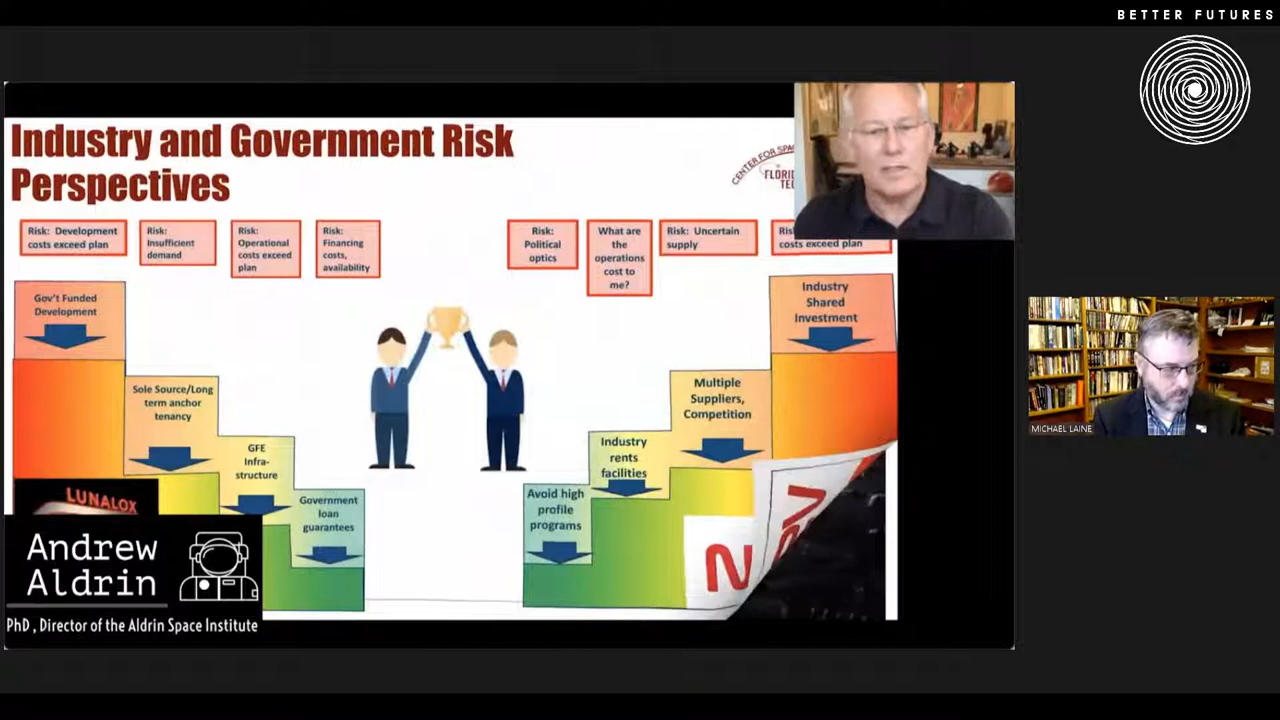 BETTER FUTURES
Industry and Government Risk
Perspectives
CENTER FOR
Risk: Development
costs exceed plan
Risk:
Insufficient
demand
Risk:
Operational
costs exceed
plan
Risk:
Financing
costs,
availability
Risk:
Political
optics
What are
the
operations
cost to
me?
Risk: Uncertain
supply
costs exceed plan
Gov't Funded
Development
Sole Source/Long
term anchor
tenancy
GFE
Infra-
structure
Government
loan
guarantees
Avoid high
profile
programs
Industry
rents
facilities
Multiple
Suppliers,
Competition
Industry
Shared
Investment
LUNALOX
Andrew
Aldrin
PhD , Director of the Aldrin Space Institute
MICHAEL LAINE